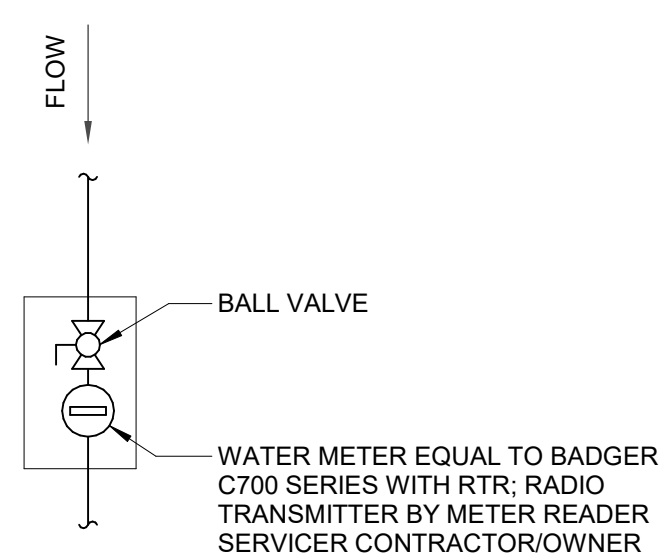 FLOW
BALL VALVE
WATER METER EQUAL TO BADGER
C700 SERIES WITH RTR; RADIO
TRANSMITTER BY METER READER
SERVICER CONTRACTOR/OWNER